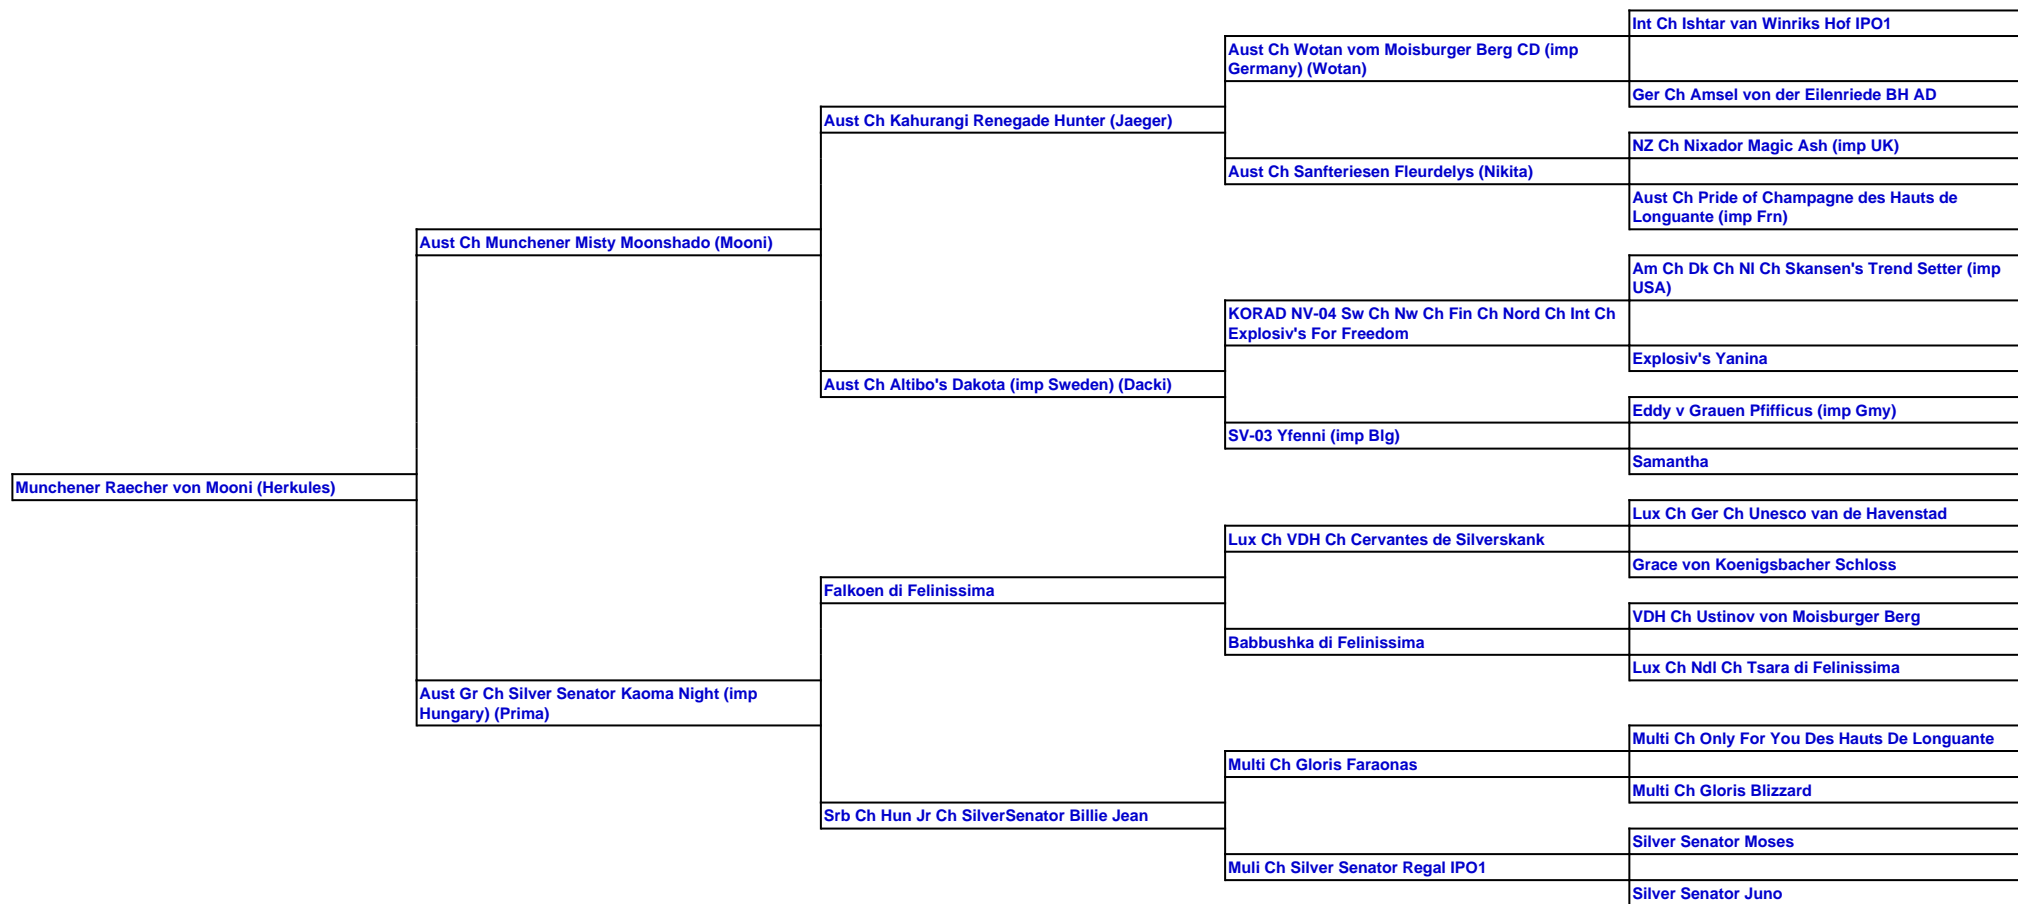 Int Ch Ishtar van Winriks Hof IPO1
Aust Ch Wotan vom Moisburger Berg CD (imp
Germany) (Wotan)
Ger Ch Amsel von der Eilenriede BH AD
Aust Ch Kahurangi Renegade Hunter (Jaeger)
NZ Ch Nixador Magic Ash (imp UK)
Aust Ch Sanfteriesen Fleurdelys (Nikita)
Aust Ch Pride of Champagne des Hauts de
Longuante (imp Frn)
Aust Ch Munchener Misty Moonshado (Mooni)
Am Ch Dk Ch Nl Ch Skansen's Trend Setter (imp
USA)
KORAD NV-04 Sw Ch Nw Ch Fin Ch Nord Ch Int Ch
Explosiv's For Freedom
Explosiv's Yanina
Aust Ch Altibo's Dakota (imp Sweden) (Dacki)
Eddy v Grauen Pfifficus (imp Gmy)
SV-03 Yfenni (imp Blg)
Samantha
Munchener Raecher von Mooni (Herkules)
Lux Ch Ger Ch Unesco van de Havenstad
Lux Ch VDH Ch Cervantes de Silverskank
Grace von Koenigsbacher Schloss
Falkoen di Felinissima
VDH Ch Ustinov von Moisburger Berg
Babbushka di Felinissima
Lux Ch Ndl Ch Tsara di Felinissima
Aust Gr Ch Silver Senator Kaoma Night (imp
Hungary) (Prima)
Multi Ch Only For You Des Hauts De Longuante
Multi Ch Gloris Faraonas
Multi Ch Gloris Blizzard
Srb Ch Hun Jr Ch SilverSenator Billie Jean
Silver Senator Moses
Muli Ch Silver Senator Regal IPO1
Silver Senator Juno